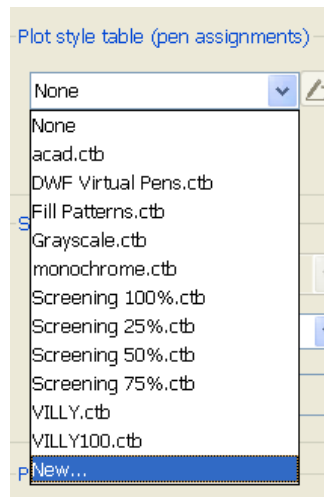 Plot style table (pen assignments)
None
None
acad.ctb
DWF Virtual Pens.ctb
Fill Patterns.ctb
Grayscale.ctb
monochrome.ctb
Screening 100%.ctb
Screening 25%.ctb
Screening 50%.ctb
Screening 75%.ctb
VILLY.ctb
VILLY100.ctb
New...